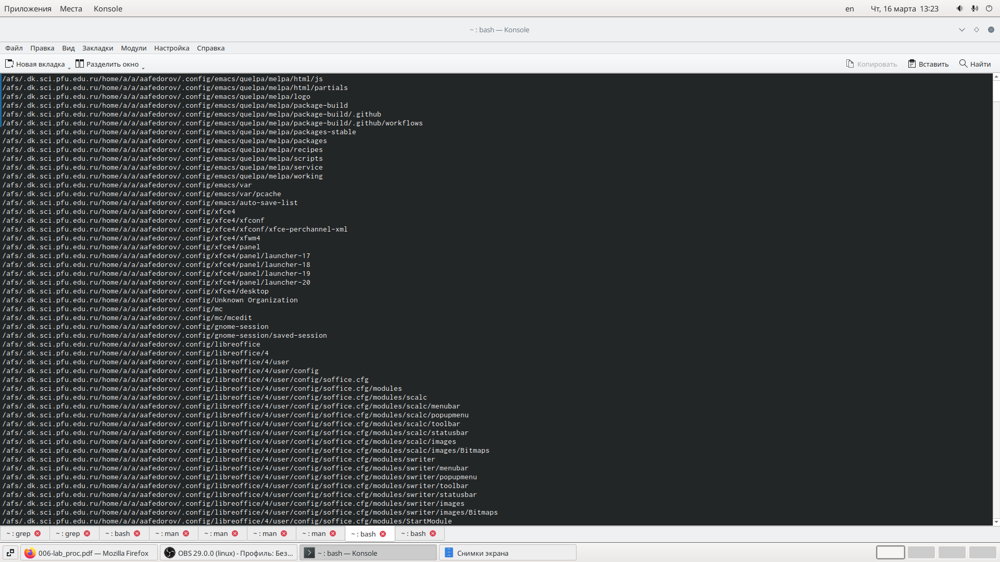 Приложения Места Konsole en Чт, 16 марта 13:23
~ : bash — Konsole
Файл Правка Вид Закладки Модули Настройка Справка
Новая вкладка Разделить окно Копировать Вставить Найти
/afs/.dk.sci.pfu.edu.ru/home/a/a/aafedorov/.config/emacs/quelpa/melpa/html/js
/afs/.dk.sci.pfu.edu.ru/home/a/a/aafedorov/.config/emacs/quelpa/melpa/html/partials
/afs/.dk.sci.pfu.edu.ru/home/a/a/aafedorov/.config/emacs/quelpa/melpa/logo
/afs/.dk.sci.pfu.edu.ru/home/a/a/aafedorov/.config/emacs/quelpa/melpa/package-build
/afs/.dk.sci.pfu.edu.ru/home/a/a/aafedorov/.config/emacs/quelpa/melpa/package-build/.github
/afs/.dk.sci.pfu.edu.ru/home/a/a/aafedorov/.config/emacs/quelpa/melpa/package-build/.github/workflows
/afs/.dk.sci.pfu.edu.ru/home/a/a/aafedorov/.config/emacs/quelpa/melpa/packages-stable
/afs/.dk.sci.pfu.edu.ru/home/a/a/aafedorov/.config/emacs/quelpa/melpa/packages
/afs/.dk.sci.pfu.edu.ru/home/a/a/aafedorov/.config/emacs/quelpa/melpa/recipes
/afs/.dk.sci.pfu.edu.ru/home/a/a/aafedorov/.config/emacs/quelpa/melpa/scripts
/afs/.dk.sci.pfu.edu.ru/home/a/a/aafedorov/.config/emacs/quelpa/melpa/service
/afs/.dk.sci.pfu.edu.ru/home/a/a/aafedorov/.config/emacs/quelpa/melpa/working
/afs/.dk.sci.pfu.edu.ru/home/a/a/aafedorov/.config/emacs/var
/afs/.dk.sci.pfu.edu.ru/home/a/a/aafedorov/.config/emacs/var/pcache
/afs/.dk.sci.pfu.edu.ru/home/a/a/aafedorov/.config/emacs/auto-save-list
/afs/.dk.sci.pfu.edu.ru/home/a/a/aafedorov/.config/xfce4
/afs/.dk.sci.pfu.edu.ru/home/a/a/aafedorov/.config/xfce4/xfconf
/afs/.dk.sci.pfu.edu.ru/home/a/a/aafedorov/.config/xfce4/xfconf/xfce-perchannel-xml
/afs/.dk.sci.pfu.edu.ru/home/a/a/aafedorov/.config/xfce4/xfwm4
/afs/.dk.sci.pfu.edu.ru/home/a/a/aafedorov/.config/xfce4/panel
/afs/.dk.sci.pfu.edu.ru/home/a/a/aafedorov/.config/xfce4/panel/launcher-17
/afs/.dk.sci.pfu.edu.ru/home/a/a/aafedorov/.config/xfce4/panel/launcher-18
/afs/.dk.sci.pfu.edu.ru/home/a/a/aafedorov/.config/xfce4/panel/launcher-19
/afs/.dk.sci.pfu.edu.ru/home/a/a/aafedorov/.config/xfce4/panel/launcher-20
/afs/.dk.sci.pfu.edu.ru/home/a/a/aafedorov/.config/xfce4/desktop
/afs/.dk.sci.pfu.edu.ru/home/a/a/aafedorov/.config/Unknown Organization
/afs/.dk.sci.pfu.edu.ru/home/a/a/aafedorov/.config/mc
/afs/.dk.sci.pfu.edu.ru/home/a/a/aafedorov/.config/mc/mcedit
/afs/.dk.sci.pfu.edu.ru/home/a/a/aafedorov/.config/gnome-session
/afs/.dk.sci.pfu.edu.ru/home/a/a/aafedorov/.config/gnome-session/saved-session
/afs/.dk.sci.pfu.edu.ru/home/a/a/aafedorov/.config/libreoffice
/afs/.dk.sci.pfu.edu.ru/home/a/a/aafedorov/.config/libreoffice/4
/afs/.dk.sci.pfu.edu.ru/home/a/a/aafedorov/.config/libreoffice/4/user
/afs/.dk.sci.pfu.edu.ru/home/a/a/aafedorov/.config/libreoffice/4/user/config
/afs/.dk.sci.pfu.edu.ru/home/a/a/aafedorov/.config/libreoffice/4/user/config/soffice.cfg
/afs/.dk.sci.pfu.edu.ru/home/a/a/aafedorov/.config/libreoffice/4/user/config/soffice.cfg/modules
/afs/.dk.sci.pfu.edu.ru/home/a/a/aafedorov/.config/libreoffice/4/user/config/soffice.cfg/modules/scalc
/afs/.dk.sci.pfu.edu.ru/home/a/a/aafedorov/.config/libreoffice/4/user/config/soffice.cfg/modules/scalc/menubar
/afs/.dk.sci.pfu.edu.ru/home/a/a/aafedorov/.config/libreoffice/4/user/config/soffice.cfg/modules/scalc/popupmenu
/afs/.dk.sci.pfu.edu.ru/home/a/a/aafedorov/.config/libreoffice/4/user/config/soffice.cfg/modules/scalc/toolbar
/afs/.dk.sci.pfu.edu.ru/home/a/a/aafedorov/.config/libreoffice/4/user/config/soffice.cfg/modules/scalc/statusbar
/afs/.dk.sci.pfu.edu.ru/home/a/a/aafedorov/.config/libreoffice/4/user/config/soffice.cfg/modules/scalc/images
/afs/.dk.sci.pfu.edu.ru/home/a/a/aafedorov/.config/libreoffice/4/user/config/soffice.cfg/modules/scalc/images/Bitmaps
/afs/.dk.sci.pfu.edu.ru/home/a/a/aafedorov/.config/libreoffice/4/user/config/soffice.cfg/modules/swriter
/afs/.dk.sci.pfu.edu.ru/home/a/a/aafedorov/.config/libreoffice/4/user/config/soffice.cfg/modules/swriter/menubar
/afs/.dk.sci.pfu.edu.ru/home/a/a/aafedorov/.config/libreoffice/4/user/config/soffice.cfg/modules/swriter/popupmenu
/afs/.dk.sci.pfu.edu.ru/home/a/a/aafedorov/.config/libreoffice/4/user/config/soffice.cfg/modules/swriter/toolbar
/afs/.dk.sci.pfu.edu.ru/home/a/a/aafedorov/.config/libreoffice/4/user/config/soffice.cfg/modules/swriter/statusbar
/afs/.dk.sci.pfu.edu.ru/home/a/a/aafedorov/.config/libreoffice/4/user/config/soffice.cfg/modules/swriter/images
/afs/.dk.sci.pfu.edu.ru/home/a/a/aafedorov/.config/libreoffice/4/user/config/soffice.cfg/modules/swriter/images/Bitmaps
/afs/.dk.sci.pfu.edu.ru/home/a/a/aafedorov/.config/libreoffice/4/user/config/soffice.cfg/modules/StartModule
~ : grep ~ : grep ~ : bash ~ : man ~ : man ~ : man ~ : man ~ : bash ~ : bash
006-lab_proc.pdf — Mozilla Firefox OBS 29.0.0 (linux) - Профиль: Без... ~ : bash — Konsole Снимки экрана